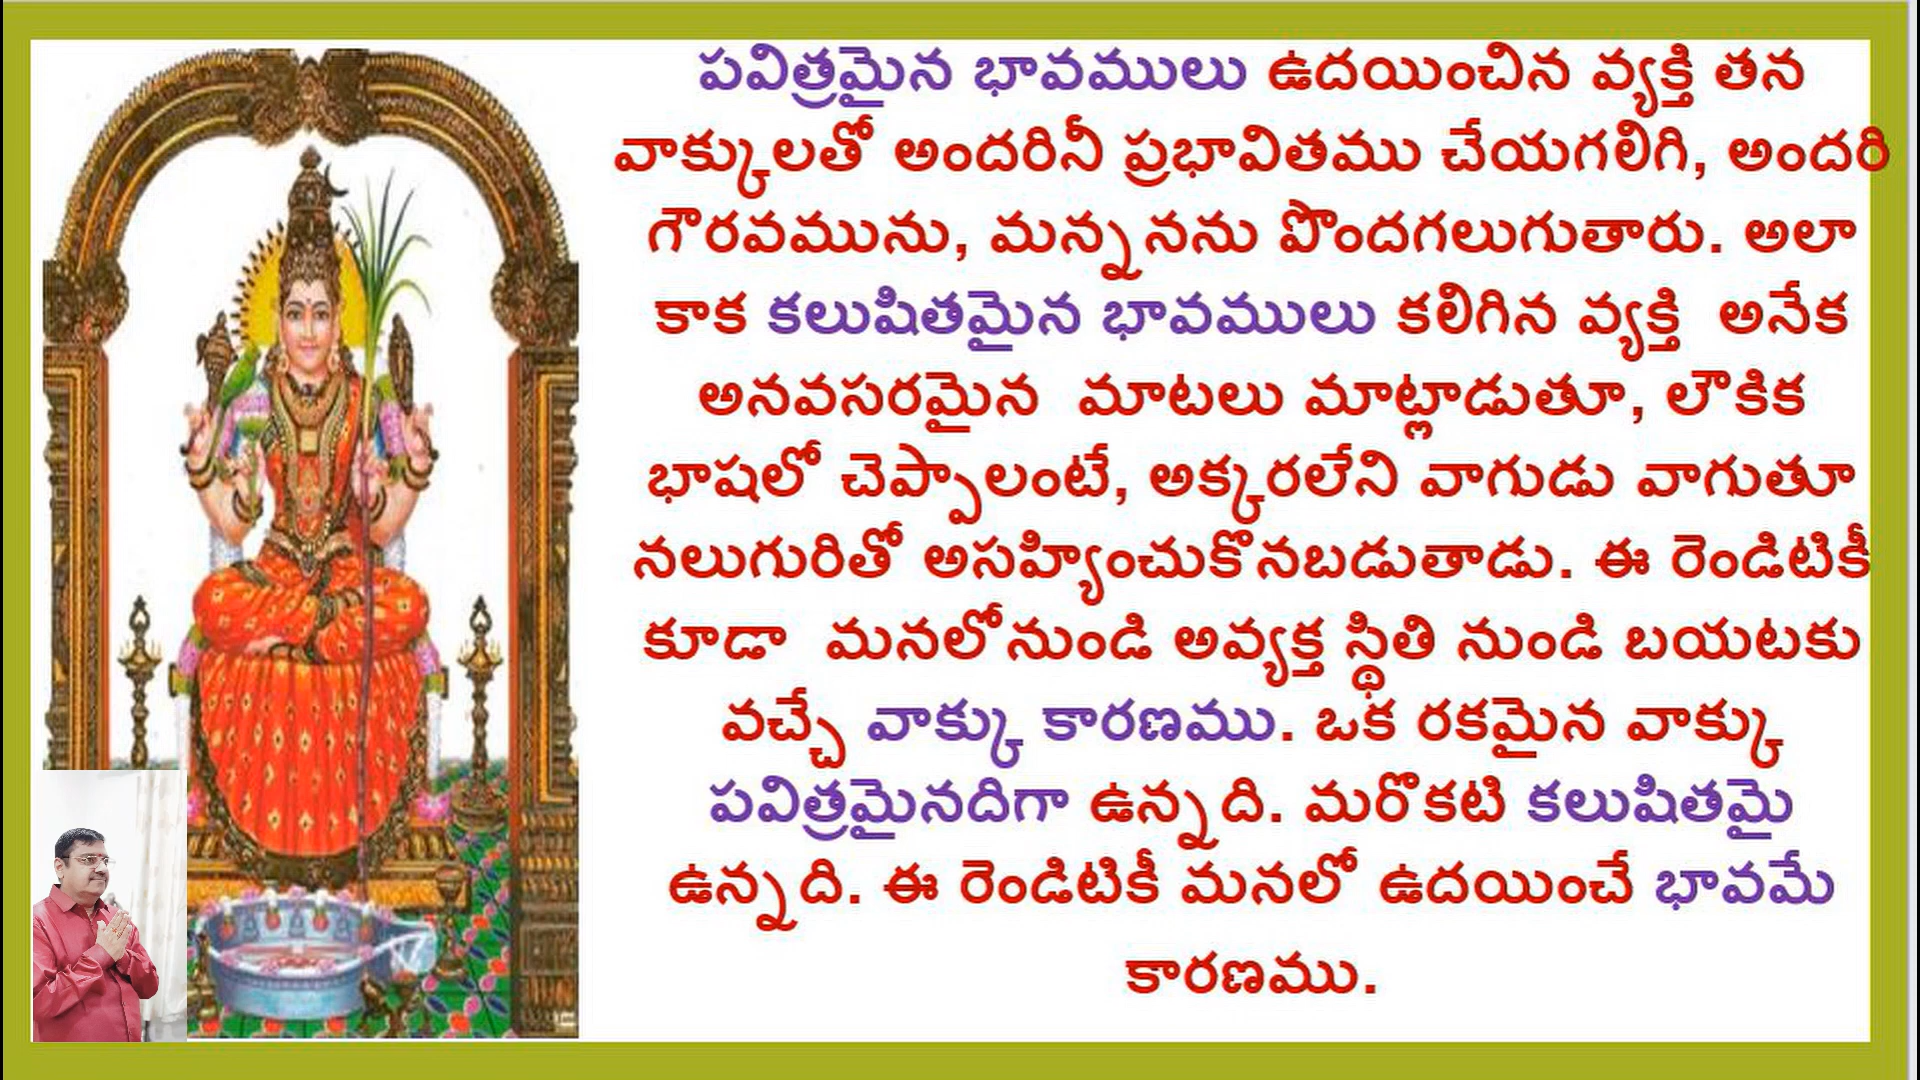 పవిత్రమైన భావములు ఉదయించిన వ్యక్తి తన
వాక్కులతో అందరినీ ప్రభావితము చేయగలిగి, అందరి
గౌరవమును, మన్ననను పొందగలుగుతారు. అలా
కాక కలుషితమైన భావములు కలిగిన వ్యక్తి అనేక
అనవసరమైన మాటలు మాట్లాడుతూ, లౌకిక
భాషలో చెప్పాలంటే, అక్కరలేని వాగుడు వాగుతూ
నలుగురితో అసహ్యించుకొనబడుతాడు. ఈ రెండిటికీ
కూడా మనలోనుండి అవ్యక్త స్థితి నుండి బయటకు
వచ్చే వాక్కు కారణము. ఒక రకమైన వాక్కు
పవిత్రమైనదిగా ఉన్నది. మరొకటి కలుషితమై
ఉన్నది. ఈ రెండిటికీ మనలో ఉదయించే భావమే
కారణము.